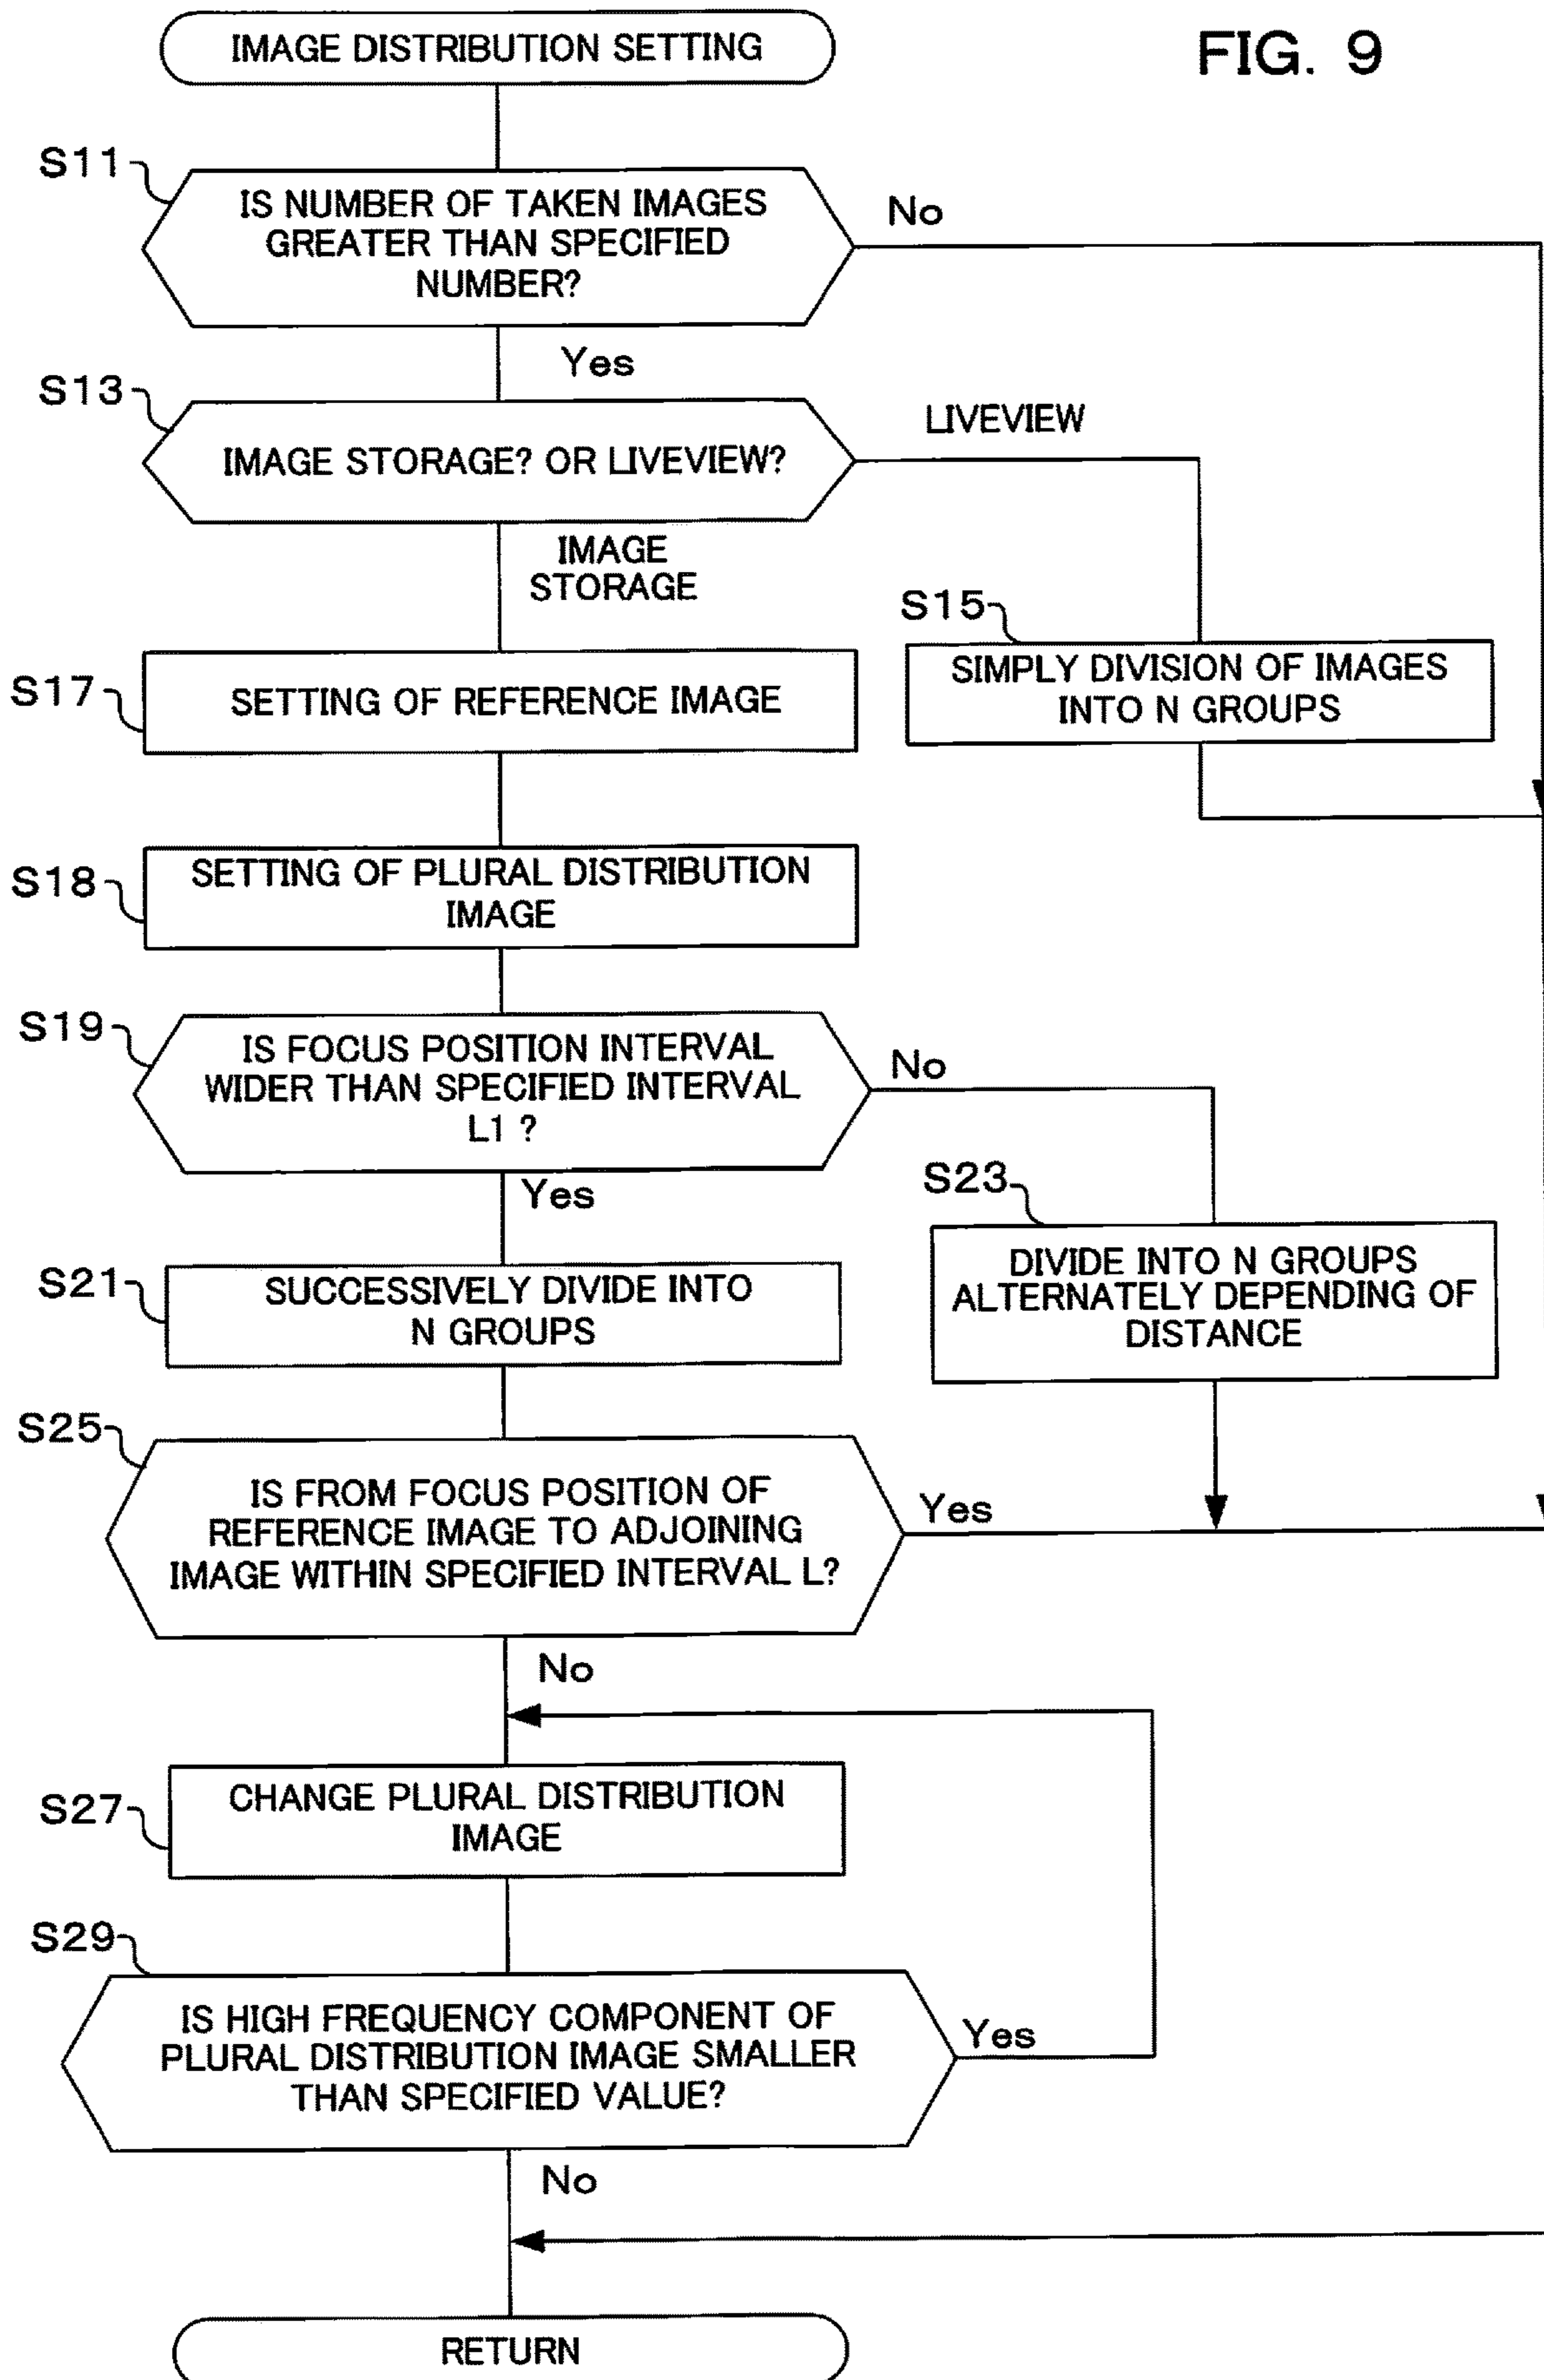 IMAGE DISTRIBUTION SETTING
FIG. 9
S11
IS NUMBER OF TAKEN IMAGES
GREATER THAN SPECIFIED
NUMBER?
No
Yes
S13
IMAGE STORAGE? OR LIVEVIEW?
LIVEVIEW
IMAGE
STORAGE
S15
SIMPLY DIVISION OF IMAGES
INTO N GROUPS
S17
SETTING OF REFERENCE IMAGE
S18
SETTING OF PLURAL DISTRIBUTION
IMAGE
S19
IS FOCUS POSITION INTERVAL
WIDER THAN SPECIFIED INTERVAL
L1 ?
No
Yes
S23
DIVIDE INTO N GROUPS
ALTERNATELY DEPENDING OF
DISTANCE
S21
SUCCESSIVELY DIVIDE INTO
N GROUPS
S25
IS FROM FOCUS POSITION OF
REFERENCE IMAGE TO ADJOINING
IMAGE WITHIN SPECIFIED INTERVAL L?
Yes
No
S27
CHANGE PLURAL DISTRIBUTION
IMAGE
S29
IS HIGH FREQUENCY COMPONENT OF
PLURAL DISTRIBUTION IMAGE SMALLER
THAN SPECIFIED VALUE?
Yes
No
RETURN